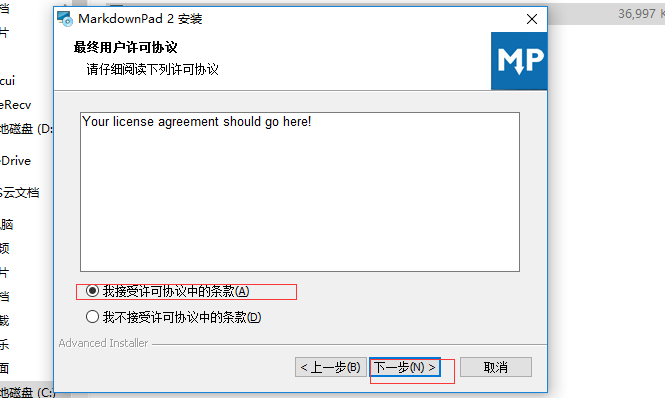 MarkdownPad 2 安装
36,997 K
最终用户许可协议
请仔细阅读下列许可协议
MP
Your license agreement should go here!
我接受许可协议中的条款(A)
我不接受许可协议中的条款(D)
Advanced Installer
< 上一步(B)
下一步(N) >
取消
档
片
cui
eRecv
地磁盘 (D:
eDrive
S云文档
电脑
频
片
档
载
乐
面
地磁盘 (C:)